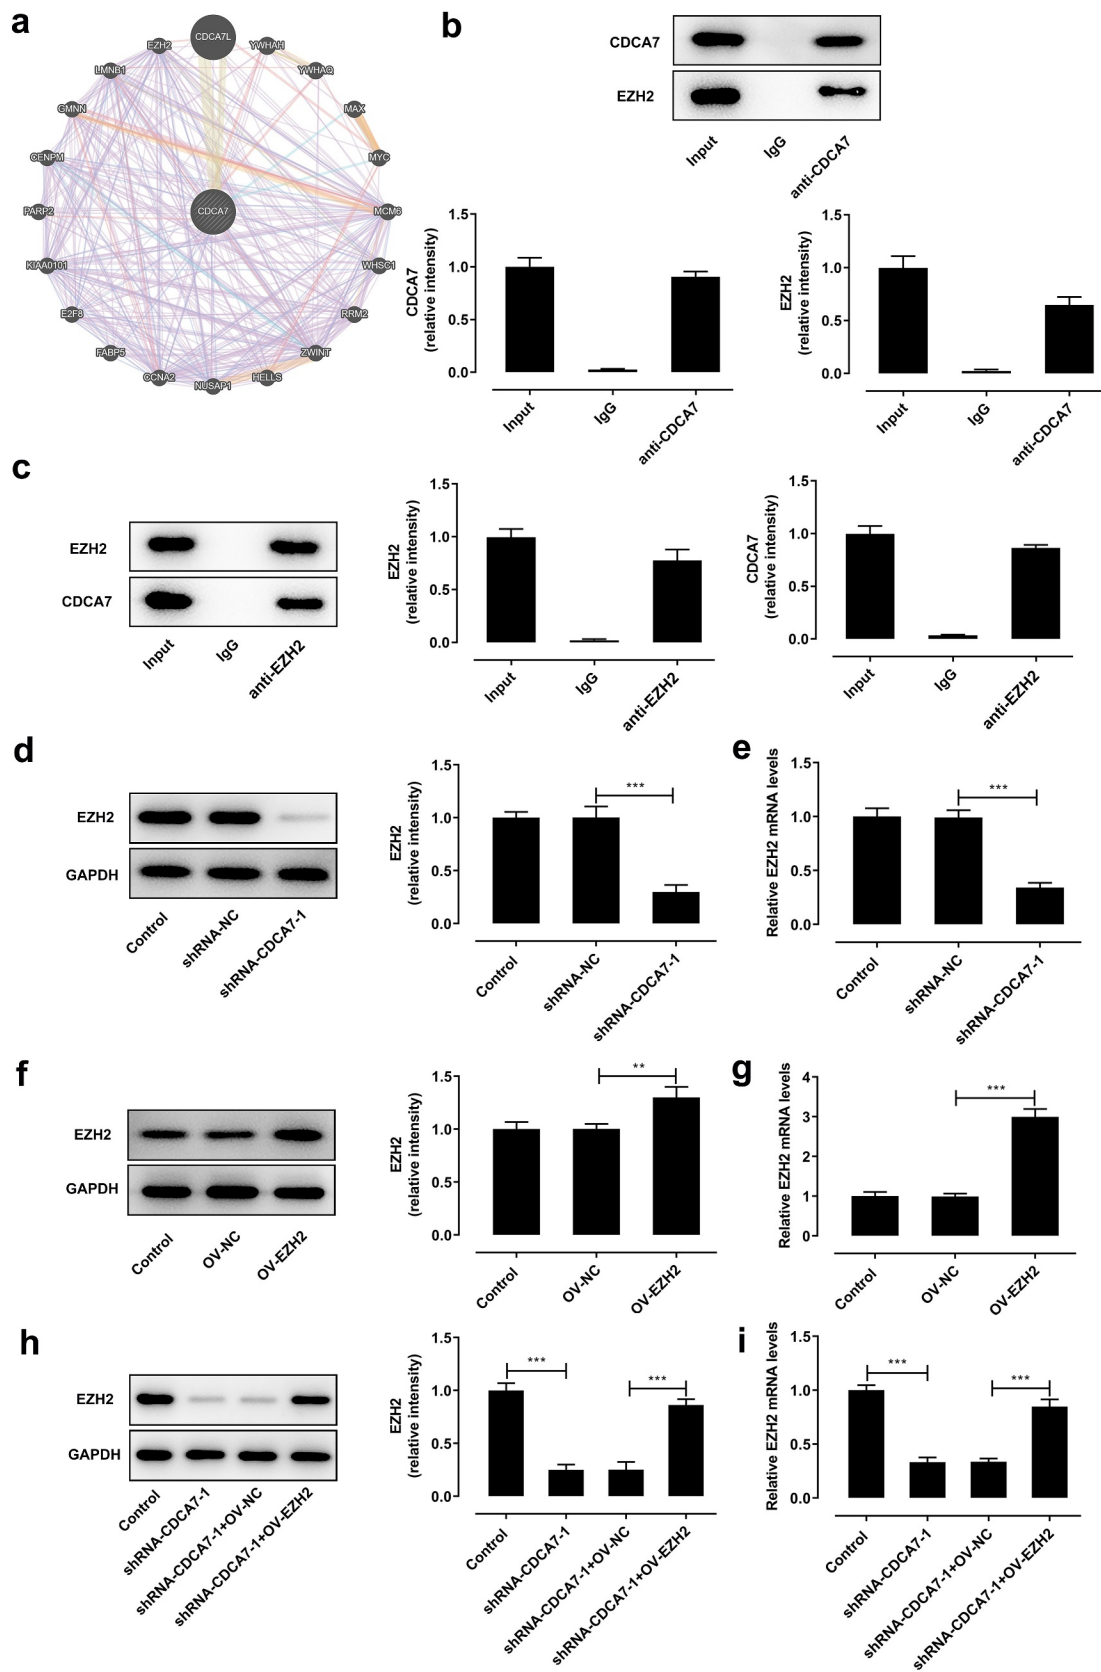 a
CDCA7L
EZH2
YWHAH
LMNB1
YWHAQ
GMNN
MAX
CENPM
MYC
PARP2
CDCA7
MCM6
KIAA0101
WHSC1
E2F8
RRM2
FABP5
ZWINT
CCNA2
NUSAP1
HELLS
b
CDCA7
EZH2
Input
IgG
anti-CDCA7
CDCA7
(relative intensity)
1.5
1.0
0.5
0.0
Input
IgG
anti-CDCA7
EZH2
(relative intensity)
1.5
1.0
0.5
0.0
Input
IgG
anti-CDCA7
c
EZH2
CDCA7
Input
IgG
anti-EZH2
EZH2
(relative intensity)
1.5
1.0
0.5
0.0
Input
IgG
anti-EZH2
CDCA7
(relative intensity)
1.5
1.0
0.5
0.0
Input
IgG
anti-EZH2
d
EZH2
GAPDH
Control
shRNA-NC
shRNA-CDCA7-1
EZH2
(relative intensity)
1.5
1.0
0.5
0.0
***
Control
shRNA-NC
shRNA-CDCA7-1
e
Relative EZH2 mRNA levels
1.5
1.0
0.5
0.0
***
Control
shRNA-NC
shRNA-CDCA7-1
f
EZH2
GAPDH
Control
OV-NC
OV-EZH2
EZH2
(relative intensity)
1.5
1.0
0.5
0.0
**
Control
OV-NC
OV-EZH2
g
Relative EZH2 mRNA levels
4
3
2
1
0
***
Control
OV-NC
OV-EZH2
h
EZH2
GAPDH
Control
shRNA-CDCA7-1
shRNA-CDCA7-1+OV-NC
shRNA-CDCA7-1+OV-EZH2
EZH2
(relative intensity)
1.5
1.0
0.5
0.0
***
***
Control
shRNA-CDCA7-1
shRNA-CDCA7-1+OV-NC
shRNA-CDCA7-1+OV-EZH2
i
Relative EZH2 mRNA levels
1.5
1.0
0.5
0.0
***
***
Control
shRNA-CDCA7-1
shRNA-CDCA7-1+OV-NC
shRNA-CDCA7-1+OV-EZH2